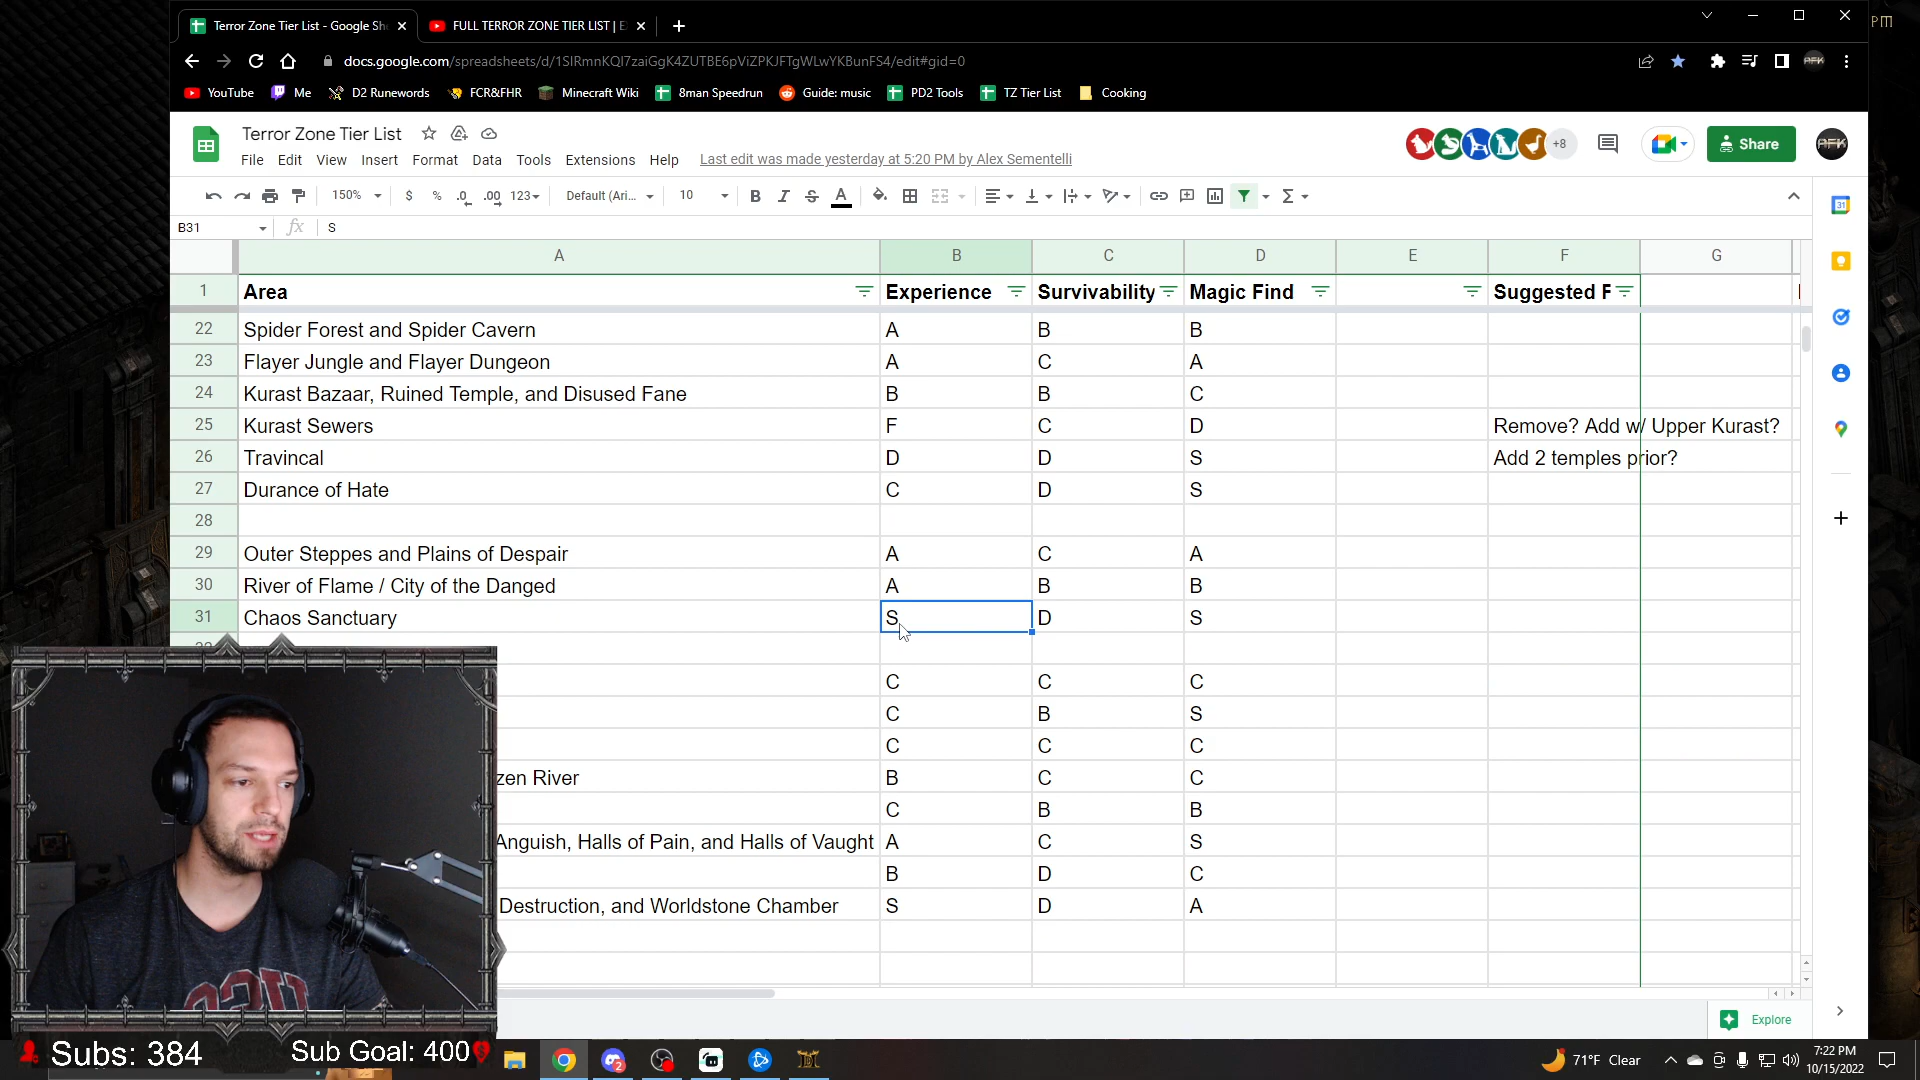 Terror Zone Tier List - Google She
FULL TERROR ZONE TIER LIST | E
PM
docs.google.com/spreadsheets/d/1SIRmnKQI7zaiGgK4ZUTBE6pViZPKJFTgWLwYKBunFS4/edit#gid=0
YouTube Me D2 Runewords FCR&FHR Minecraft Wiki 8man Speedrun Guide: music PD2 Tools TZ Tier List Cooking
Terror Zone Tier List
File Edit View Insert Format Data Tools Extensions Help Last edit was made yesterday at 5:20 PM by Alex Sementelli
+8 Share AFK
150% $ % .0 .00 123 Default (Ari... 10 B I S A
B31 fx S
A B C D E F G
1 Area Experience Survivability Magic Find Suggested F
22 Spider Forest and Spider Cavern A B B
23 Flayer Jungle and Flayer Dungeon A C A
24 Kurast Bazaar, Ruined Temple, and Disused Fane B B C
25 Kurast Sewers F C D Remove? Add w/ Upper Kurast?
26 Travincal D D S Add 2 temples prior?
27 Durance of Hate C D S
28
29 Outer Steppes and Plains of Despair A C A
30 River of Flame / City of the Danged A B B
31 Chaos Sanctuary S D S
C C C
C B S
C C C
zen River B C C
C B B
Anguish, Halls of Pain, and Halls of Vaught A C S
B D C
Destruction, and Worldstone Chamber S D A
Explore
Subs: 384 Sub Goal: 400
71°F Clear
7:22 PM
10/15/2022